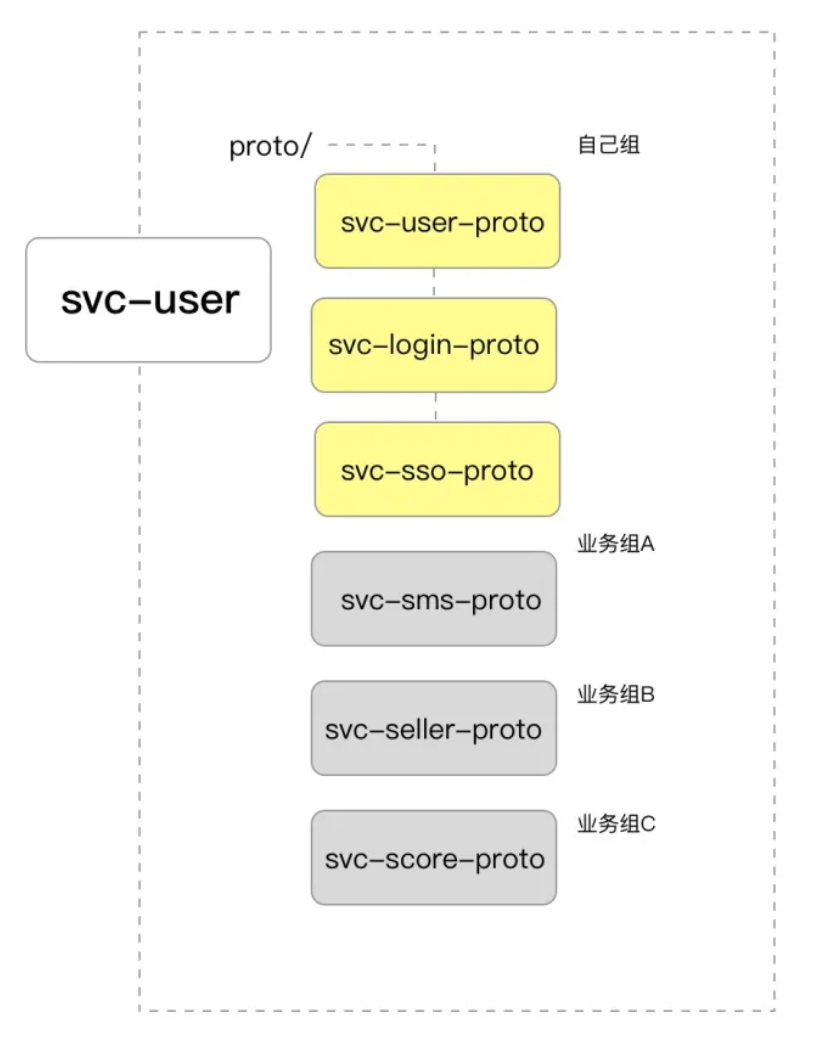 proto/
自己组
svc-user-proto
svc-user
svc-login-proto
svc-sso-proto
业务组A
svc-sms-proto
业务组B
svc-seller-proto
业务组C
svc-score-proto